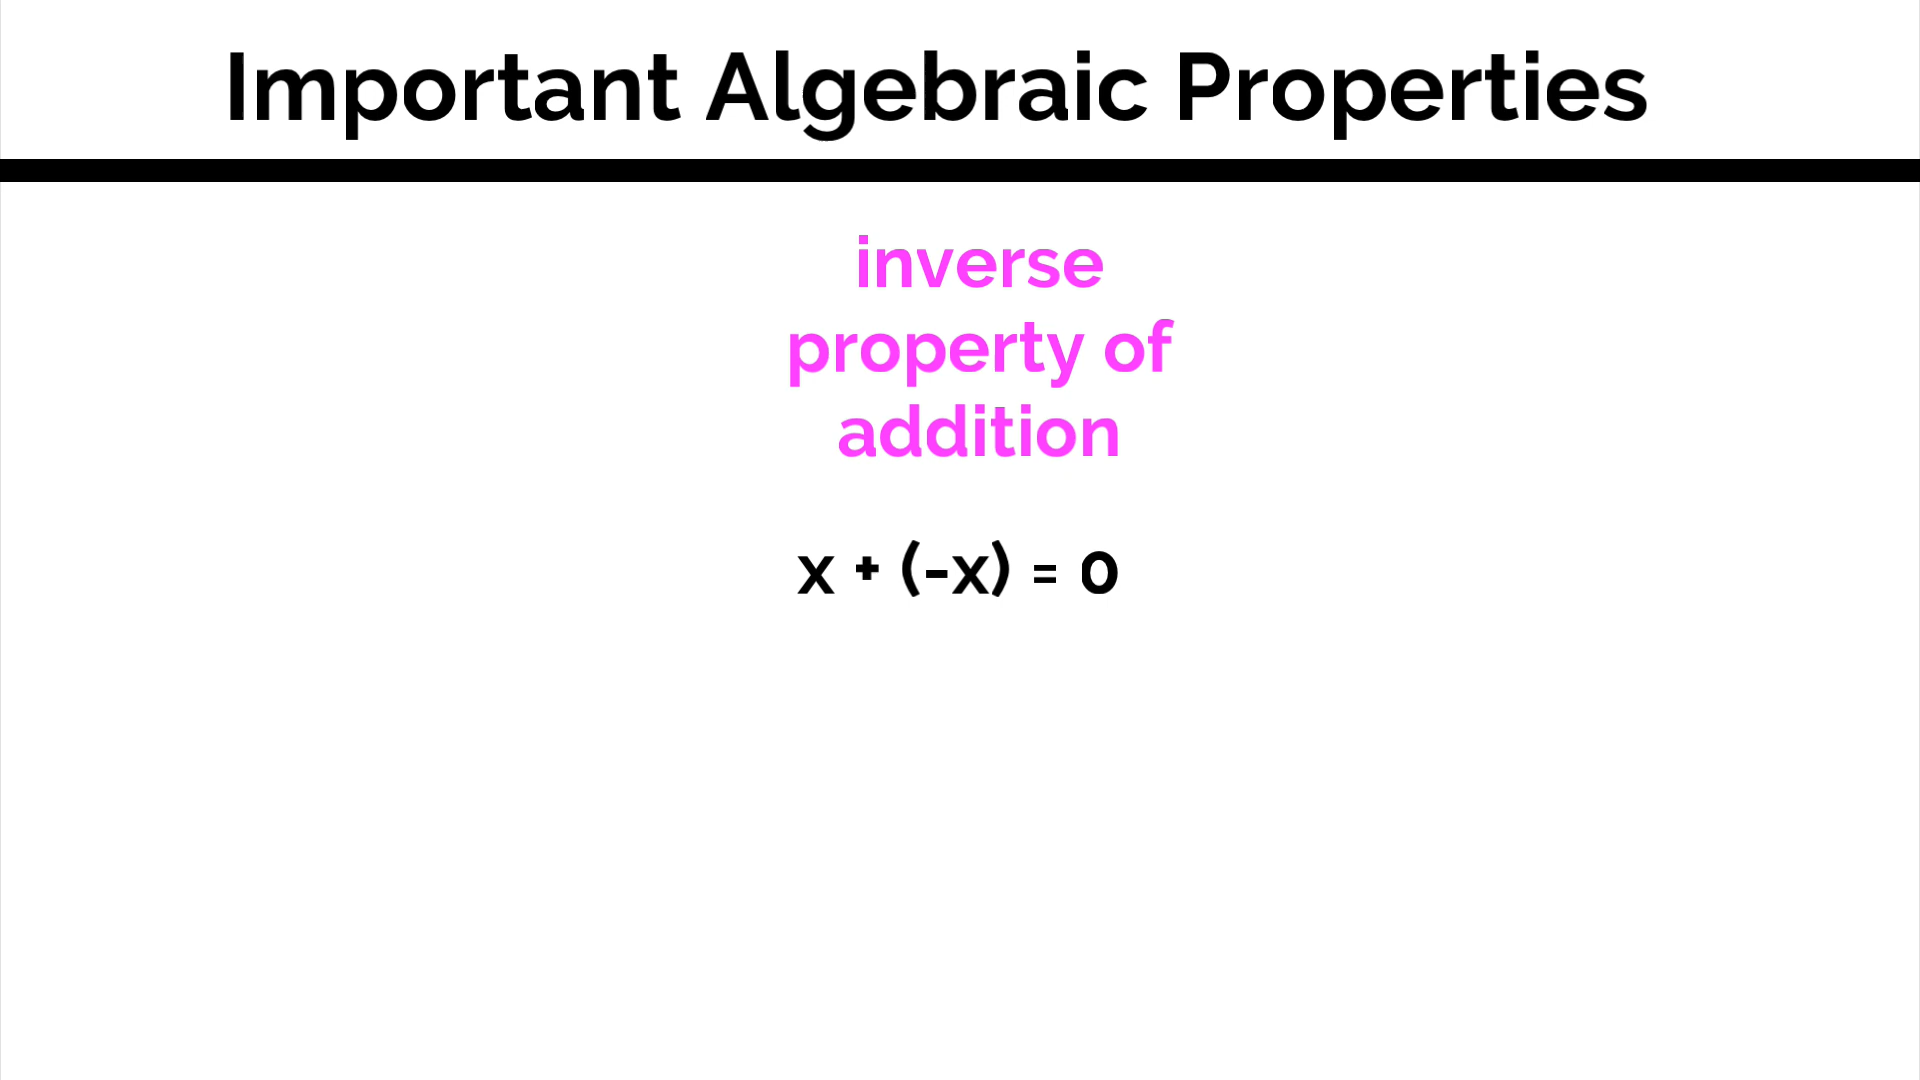 Important Algebraic Properties
inverse
property of
addition
x + (-x) = 0